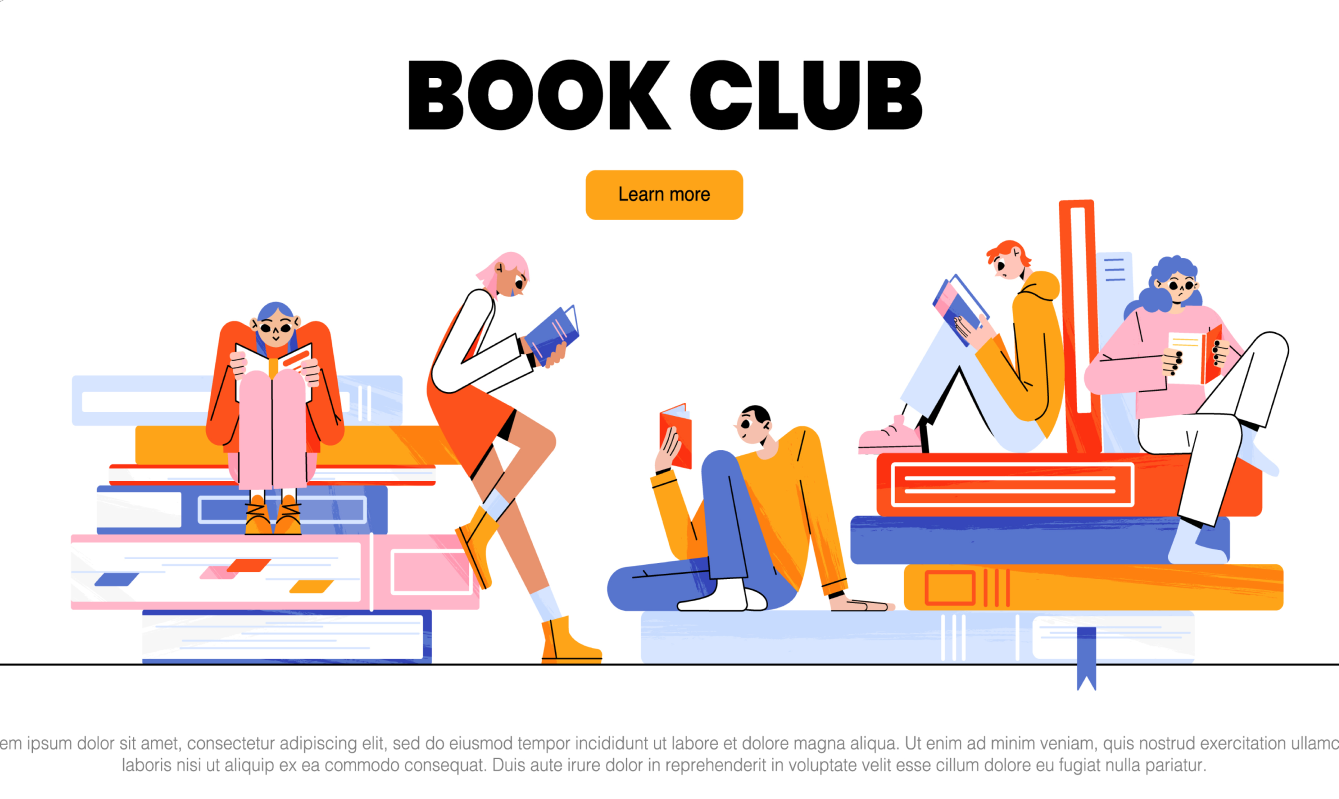 BOOK CLUB
Learn more
em ipsum dolor sit amet, consectetur adipiscing elit, sed do eiusmod tempor incididunt ut labore et dolore magna aliqua. Ut enim ad minim veniam, quis nostrud exercitation ullamc
laboris nisi ut aliquip ex ea commodo consequat. Duis aute irure dolor in reprehenderit in voluptate velit esse cillum dolore eu fugiat nulla pariatur.